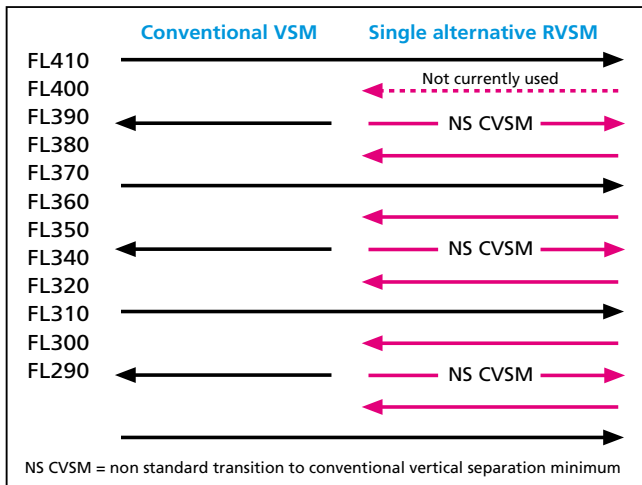 Conventional VSM Single alternative RVSM
FL410
Not currently used
FL400
FL390 NS CVSM
FL380
FL370
FL360
FL350 NS CVSM
FL340
FL320
FL310
FL300
FL290 NS CVSM
NS CVSM = non standard transition to conventional vertical separation minimum